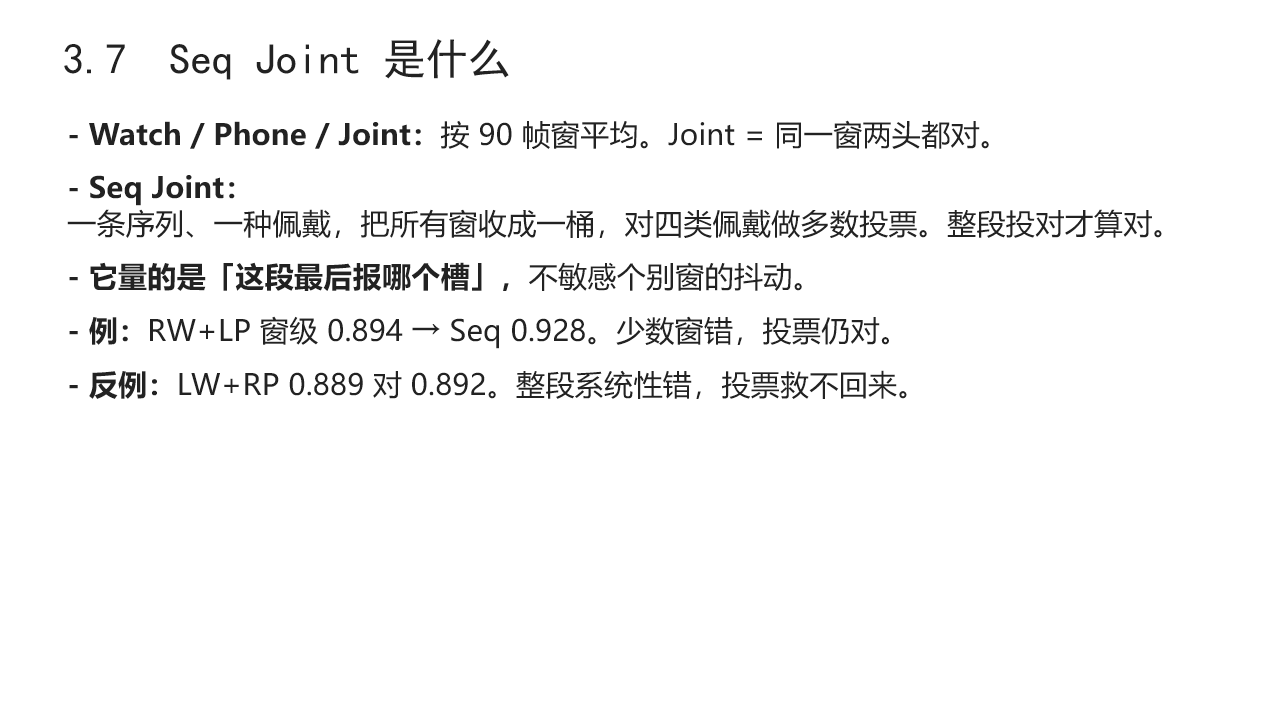 3.7 Seq Joint 是什么
- Watch / Phone / Joint：按 90 帧窗平均。Joint = 同一窗两头都对。
- Seq Joint：
一条序列、一种佩戴，把所有窗收成一桶，对四类佩戴做多数投票。整段投对才算对。
- 它量的是「这段最后报哪个槽」，不敏感个别窗的抖动。
- 例：RW+LP 窗级 0.894 → Seq 0.928。少数窗错，投票仍对。
- 反例：LW+RP 0.889 对 0.892。整段系统性错，投票救不回来。